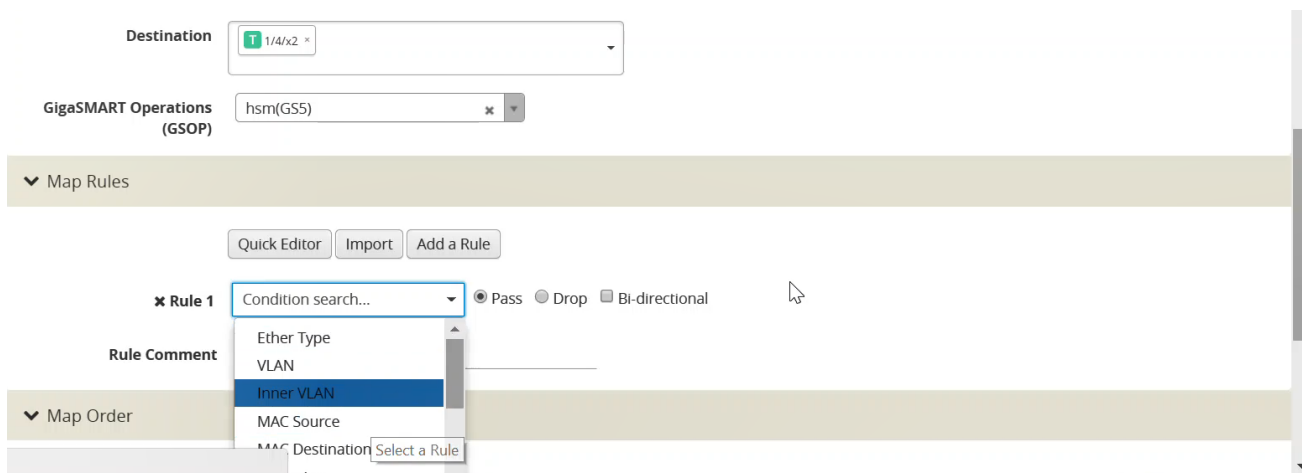 Destination
T 1/4/x2 ×
GigaSMART Operations
(GSOP)
hsm(GS5)
Map Rules
Quick Editor Import Add a Rule
Rule 1 Condition search... Pass Drop Bi-directional
Ether Type
Rule Comment
VLAN
Inner VLAN
Map Order
MAC Source
MAC Destination
Select a Rule